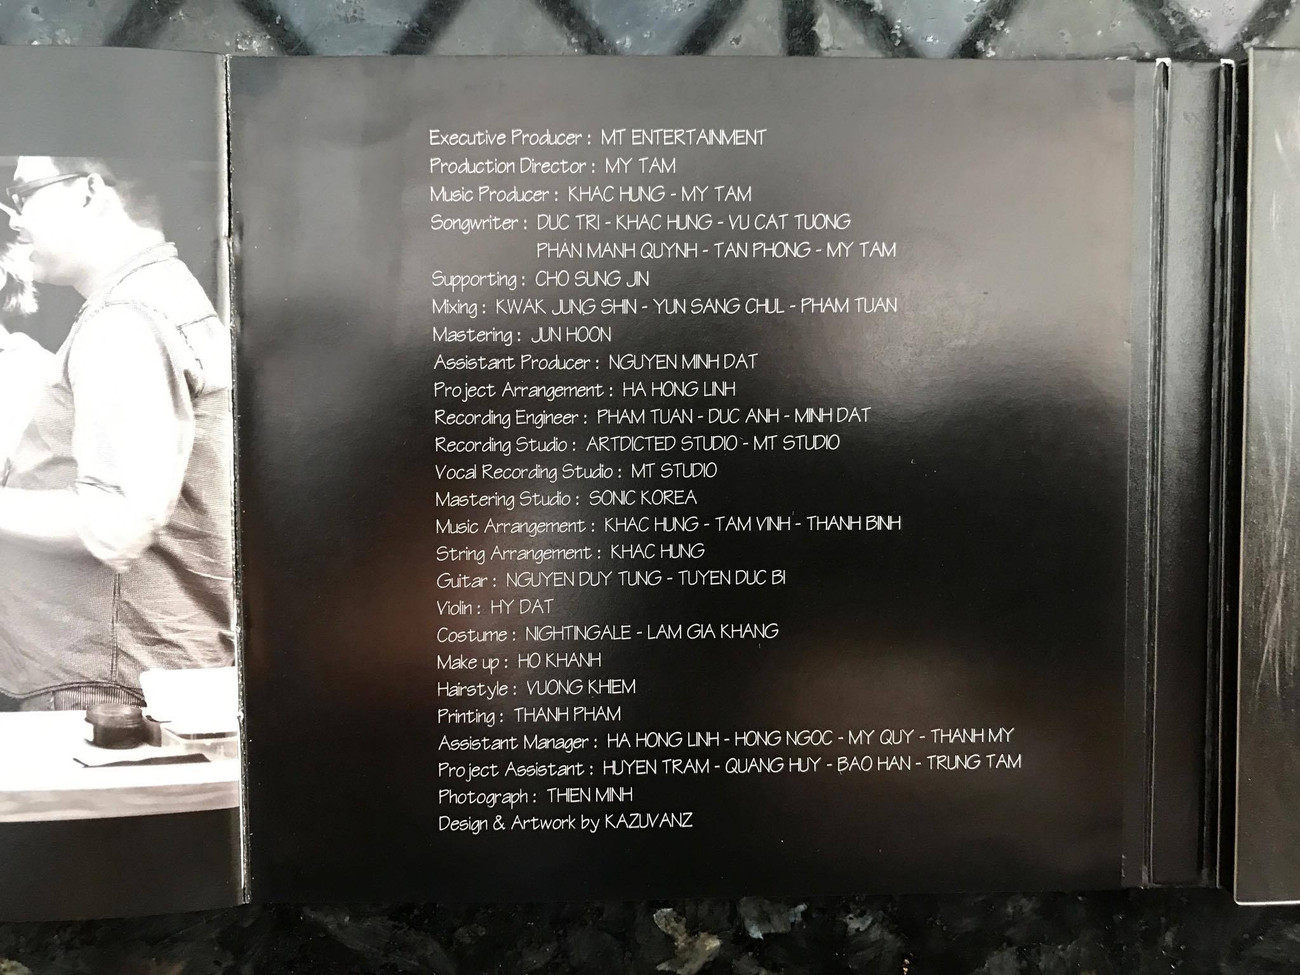 Executive Producer : MT ENTERTAINMENT
Production Director : MY TAM
Music Producer : KHAC HUNG - MY TAM
Songwriter : DUC TRI - KHAC HUNG - VU CAT TUONG
PHAN MANH QUYNH - TAN PHONG - MY TAM
Supporting : CHO SUNG JIN
Mixing : KWAK JUNG SHIN - YUN SANG CHUL - PHAM TUAN
Mastering : JUN HOON
Assistant Producer : NGUYEN MINH DAT
Project Arrangement : HA HONG LINH
Recording Engineer : PHAM TUAN - DUC ANH - MINH DAT
Recording Studio : ARTDICTED STUDIO - MT STUDIO
Vocal Recording Studio : MT STUDIO
Mastering Studio : SONIC KOREA
Music Arrangement : KHAC HUNG - TAM VINH - THANH BINH
String Arrangement : KHAC HUNG
Guitar : NGUYEN DUY TUNG - TUYEN DUC BI
Violin : HY DAT
Costume : NIGHTINGALE - LAM GIA KHANG
Make up : HO KHANH
Hairstyle : VUONG KHIEM
Printing : THANH PHAM
Assistant Manager : HA HONG LINH - HONG NGOC - MY QUY - THANH MY
Project Assistant : HUYEN TRAM - QUANG HUY - BAO HAN - TRUNG TAM
Photograph : THIEN MINH
Design & Artwork by KAZUVANZ